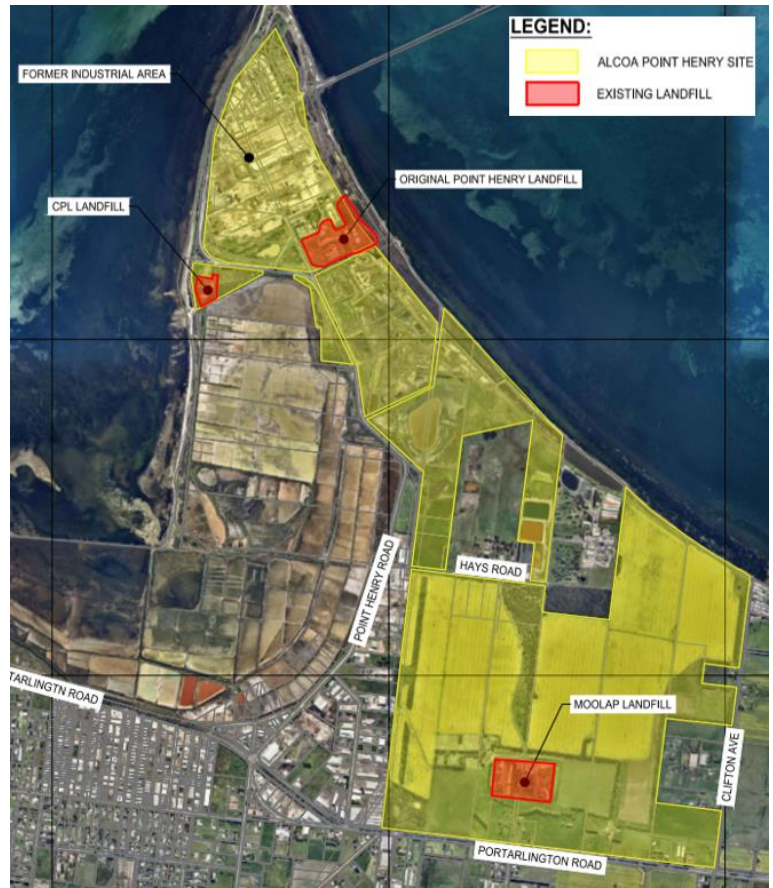 LEGEND:
ALCOA POINT HENRY SITE
EXISTING LANDFILL
FORMER INDUSTRIAL AREA
ORIGINAL POINT HENRY LANDFILL
CPL LANDFILL
HAYS ROAD
POINT HENRY ROAD
TARLINGTN ROAD
MOOLAP LANDFILL
CLIFTON AVE
PORTARLINGTON ROAD